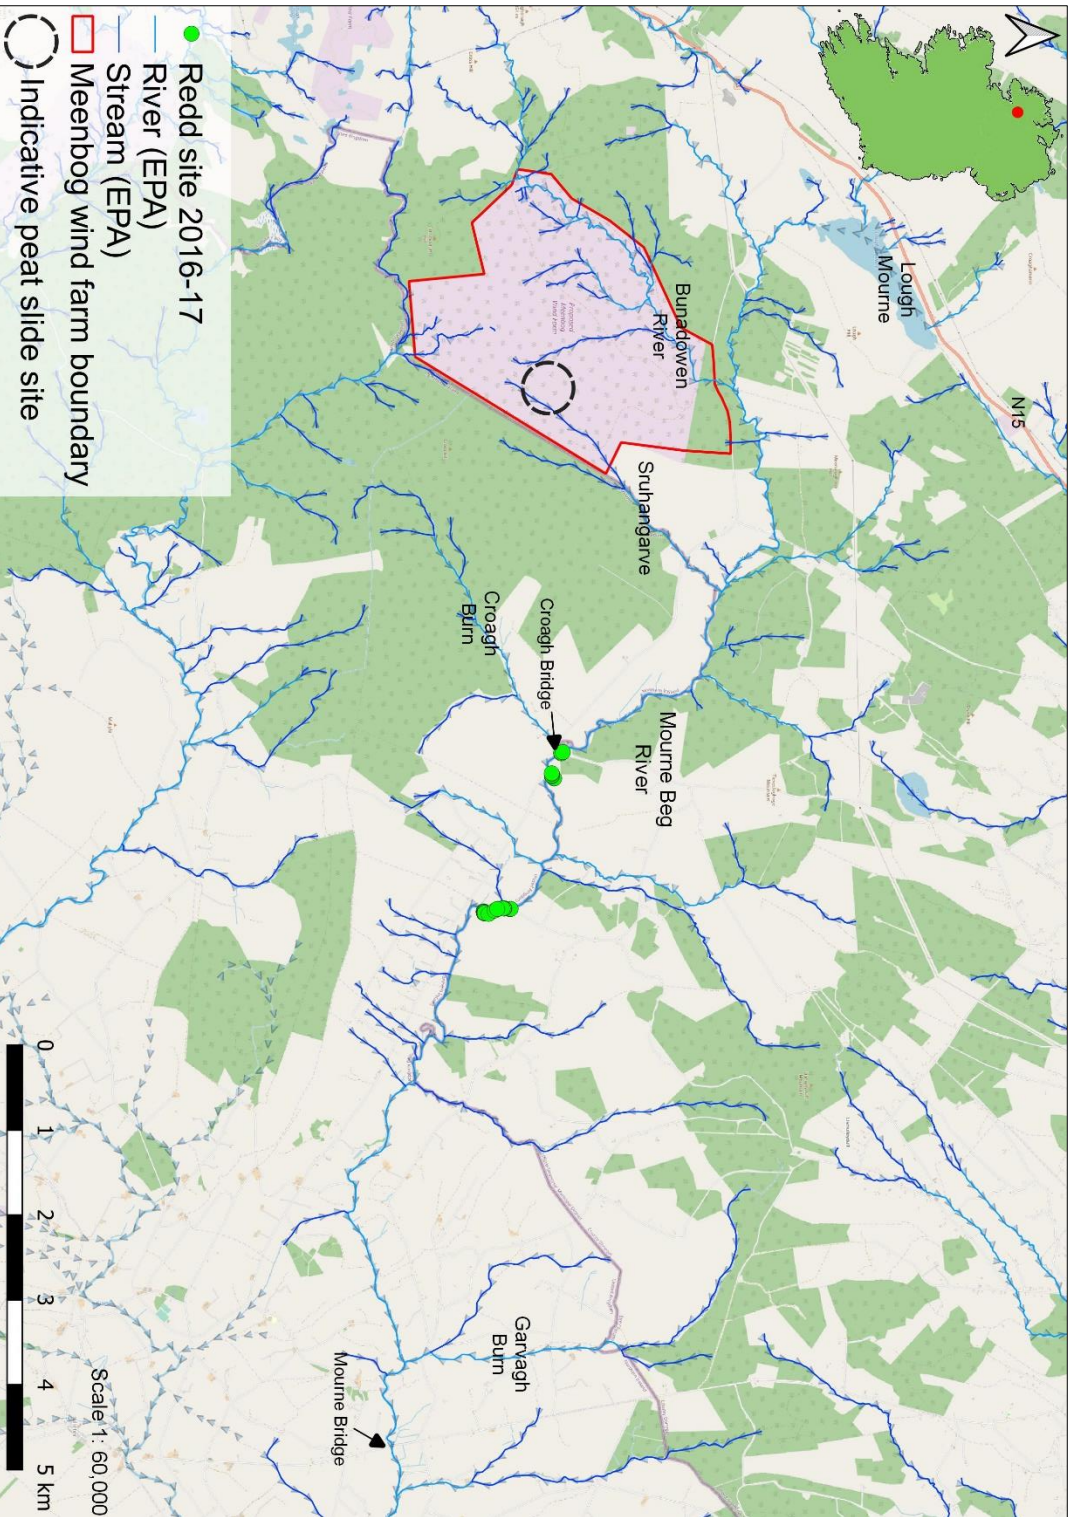 N15
Lough
Mourne
Bunadowen
River
Sruhangarve
Mourne Beg
River
Croagh Bridge
Croagh
Burn
Garvagh
Burn
Mourne Bridge
Redd site 2016-17
River (EPA)
Stream (EPA)
Meenbog wind farm boundary
Indicative peat slide site
0 1 2 3 4 5 km
Scale 1: 60,000